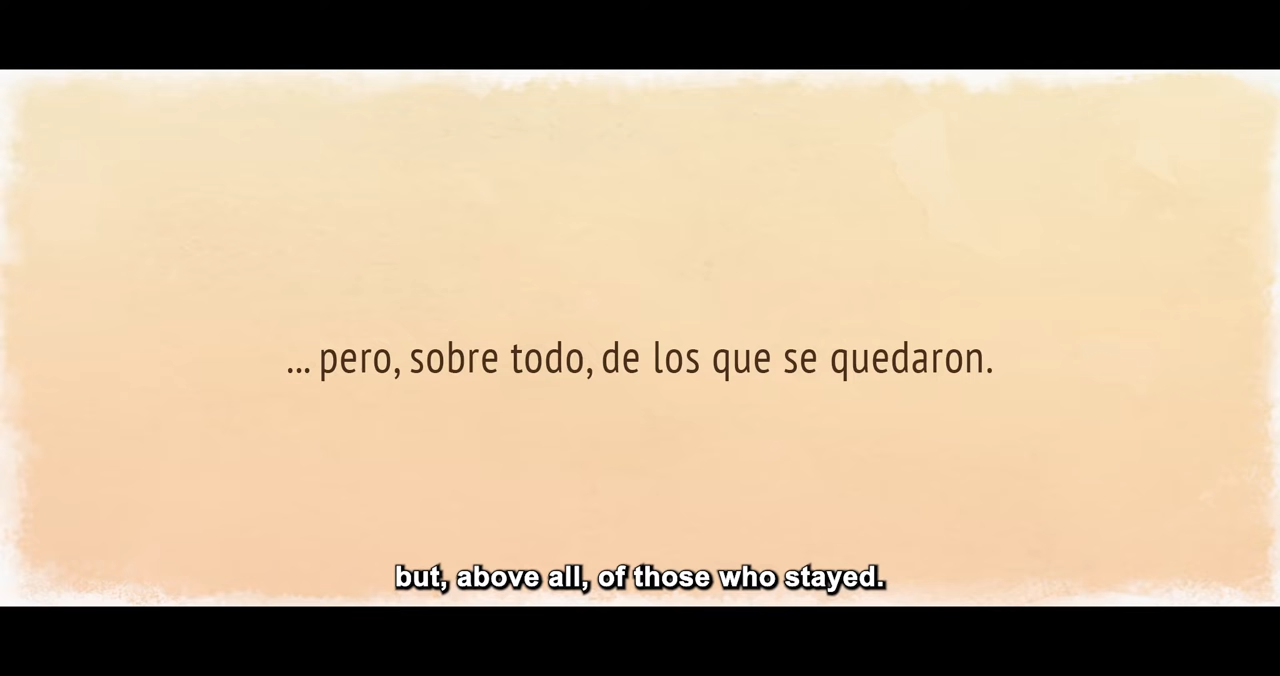 ... pero, sobre todo, de los que se quedaron.
but, above all, of those who stayed.